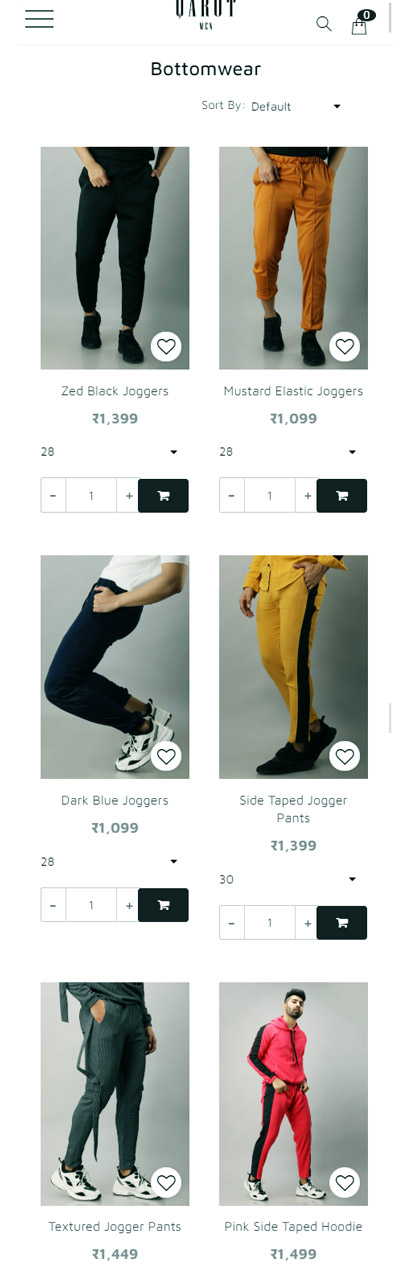 MEN
0
Bottomwear
Sort By: Default
Zed Black Joggers
₹1,399
28
- 1 +
Mustard Elastic Joggers
₹1,099
28
- 1 +
Dark Blue Joggers
₹1,099
28
- 1 +
Side Taped Jogger
Pants
₹1,399
30
- 1 +
Textured Jogger Pants
₹1,449
Pink Side Taped Hoodie
₹1,499